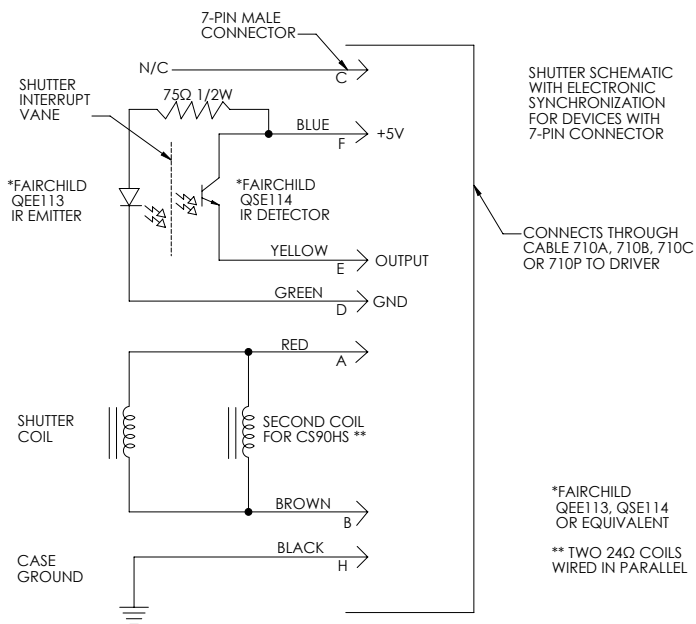 7-PIN MALE
CONNECTOR
N/C
C
SHUTTER SCHEMATIC
WITH ELECTRONIC
SYNCHRONIZATION
FOR DEVICES WITH
7-PIN CONNECTOR
SHUTTER
INTERRUPT
VANE
75Ω 1/2W
BLUE
F
+5V
*FAIRCHILD
QEE113
IR EMITTER
*FAIRCHILD
QSE114
IR DETECTOR
CONNECTS THROUGH
CABLE 710A, 710B, 710C
OR 710P TO DRIVER
YELLOW
E
OUTPUT
GREEN
D
GND
RED
A
SHUTTER
COIL
SECOND COIL
FOR CS90HS **
BROWN
B
*FAIRCHILD
QEE113, QSE114
OR EQUIVALENT
** TWO 24Ω COILS
WIRED IN PARALLEL
BLACK
H
CASE
GROUND